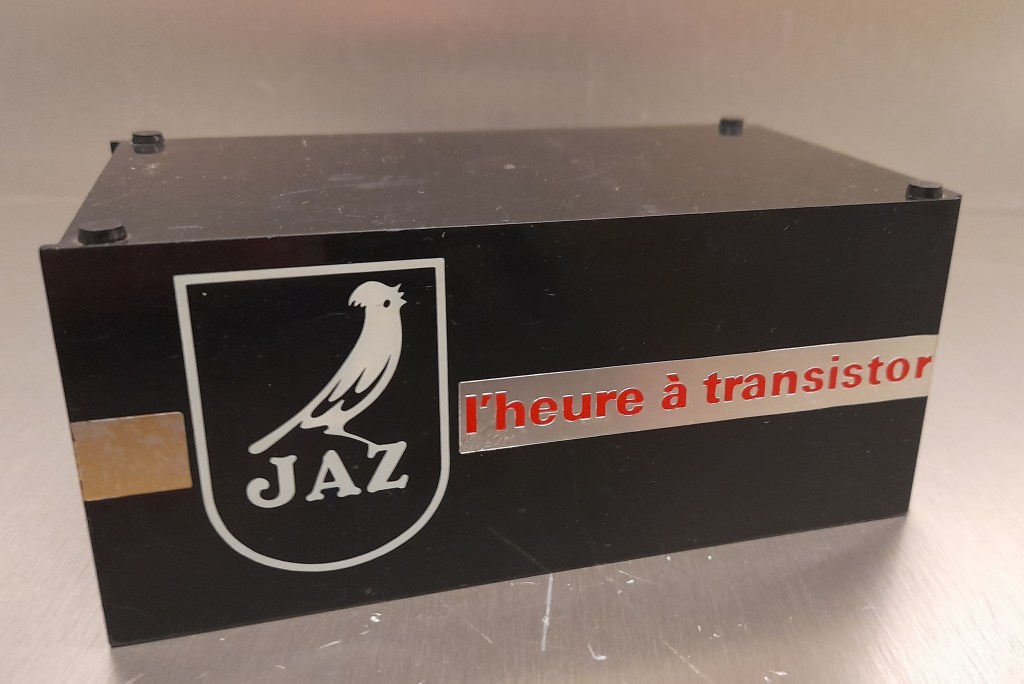 JAZ
l'heure à transistor